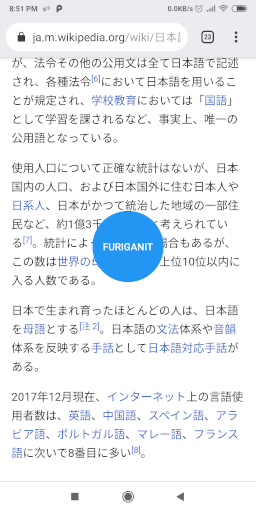 8:51 PM
0.0KB/s
ja.m.wikipedia.org/wiki/日本語
23
が、法令その他の公用文は全て日本語で記述
され、各種法令[6]において日本語を用いるこ
とが規定され、学校教育においては「国語」
として学習を課されるなど、事実上、唯一の
公用語となっている。
使用人口について正確な統計はないが、日本
国内の人口、および日本国外に住む日本人や
日系人、日本がかつて統治した地域の一部住
民など、約1億3千 と考えられてい
る[7]。統計によっ 場合もあるが、
この数は世界の母 上位10位以内に
入る人数である。
FURIGANIT
日本で生まれ育ったほとんどの人は、日本語
を母語とする[注 2]。日本語の文法体系や音韻
体系を反映する手話として日本語対応手話が
ある。
2017年12月現在、インターネット上の言語使
用者数は、英語、中国語、スペイン語、アラ
ビア語、ポルトガル語、マレー語、フランス
語に次いで8番目に多い[8]。